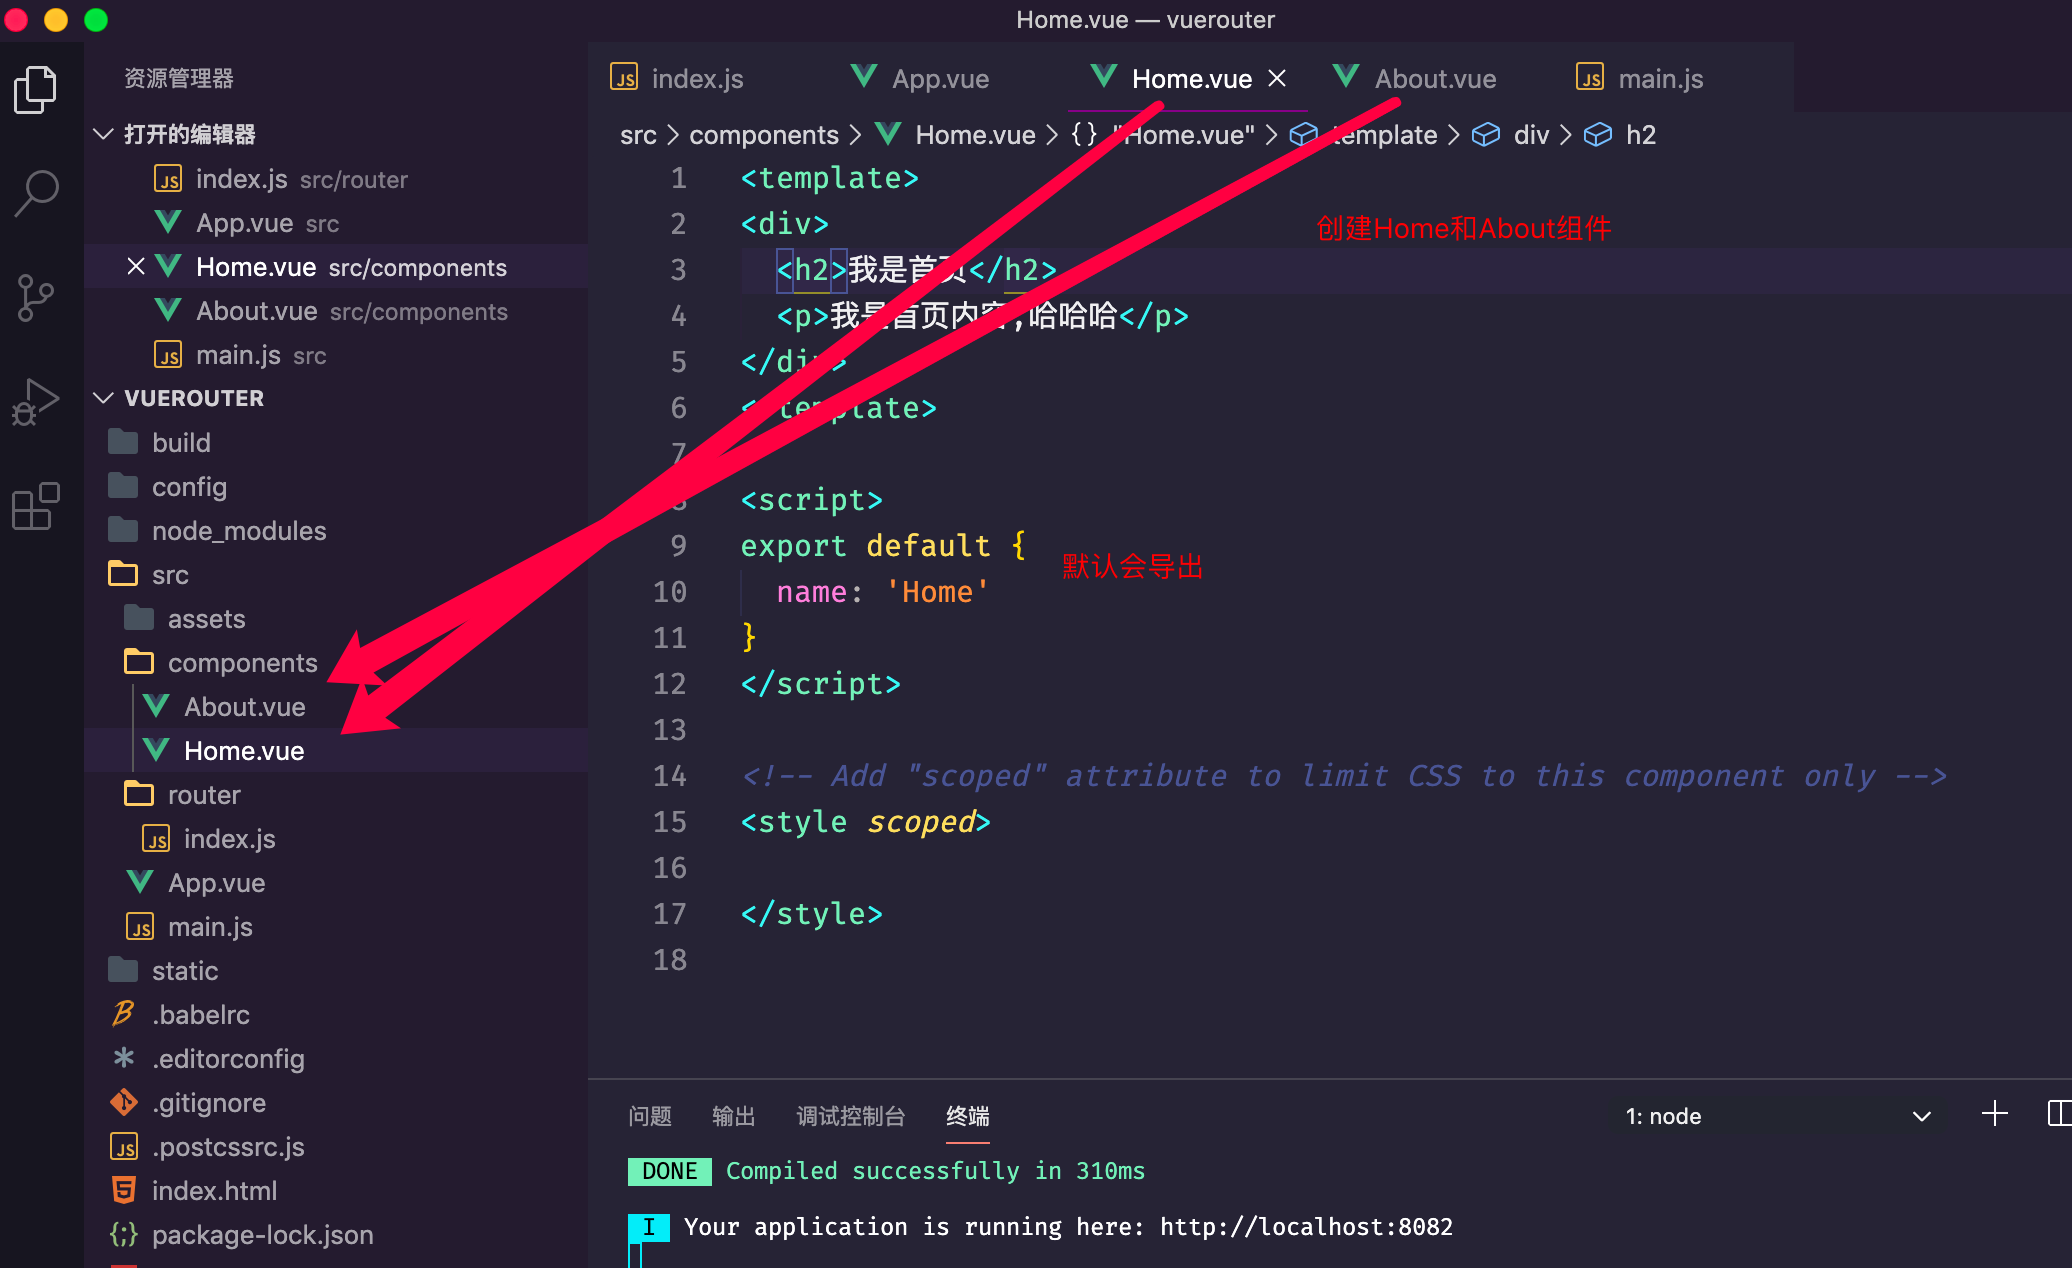 Home.vue — vuerouter
资源管理器
打开的编辑器
index.js src/router
App.vue src
Home.vue src/components
About.vue src/components
main.js src
VUEROUTER
build
config
node_modules
src
assets
components
About.vue
Home.vue
router
index.js
App.vue
main.js
static
.babelrc
.editorconfig
.gitignore
.postcssrc.js
index.html
package-lock.json
index.js App.vue Home.vue About.vue main.js
src > components > Home.vue > {} "Home.vue" > template > div > h2
1 <template>
2 <div>
创建Home和About组件
3 <h2>我是首页</h2>
4 <p>我是首页内容,哈哈哈</p>
5 </div>
6 </template>
7
8 <script>
9 export default {
默认会导出
10 name: 'Home'
11 }
12 </script>
13
14 <!-- Add "scoped" attribute to limit CSS to this component only -->
15 <style scoped>
16
17 </style>
18
问题 输出 调试控制台 终端 1: node
DONE Compiled successfully in 310ms
I Your application is running here: http://localhost:8082